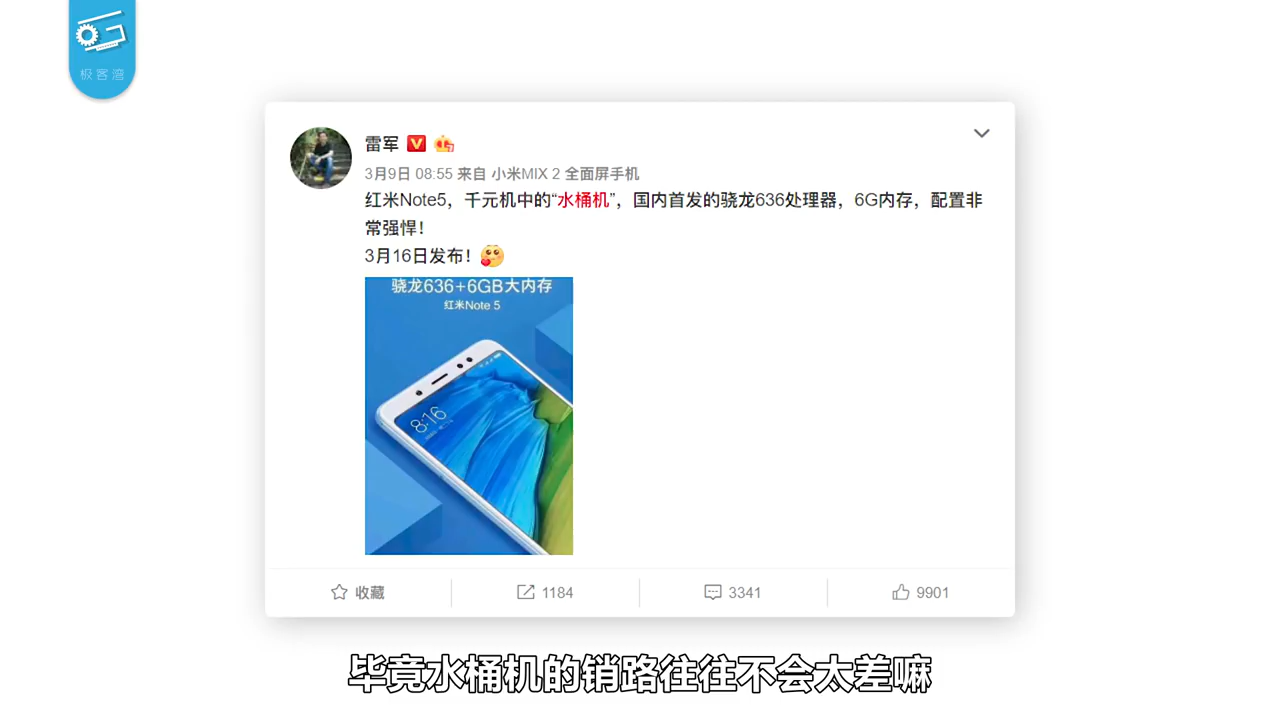 极客湾
雷军
3月9日 08:55 来自 小米MIX 2 全面屏手机
红米Note5，千元机中的“水桶机”，国内首发的骁龙636处理器，6G内存，配置非
常强悍！
3月16日发布！
骁龙636+6GB大内存
红米Note 5
8:16
收藏
1184
3341
9901
毕竟水桶机的销路往往不会太差嘛